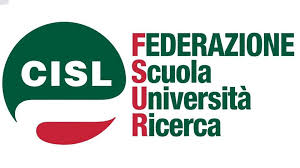 CISL
FEDERAZIONE
Scuola
Università
Ricerca